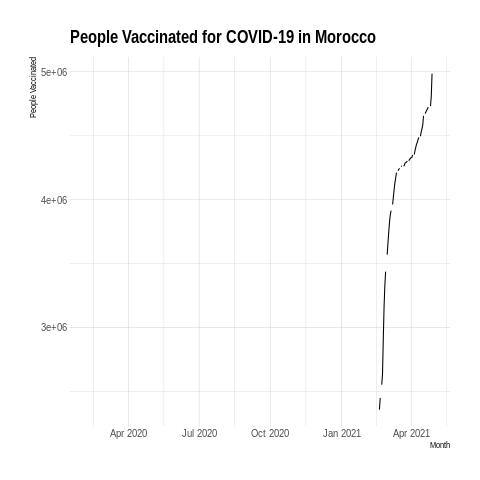 People Vaccinated for COVID-19 in Morocco
People Vaccinated
5e+06
4e+06
3e+06
Apr 2020 Jul 2020 Oct 2020 Jan 2021 Apr 2021
Month